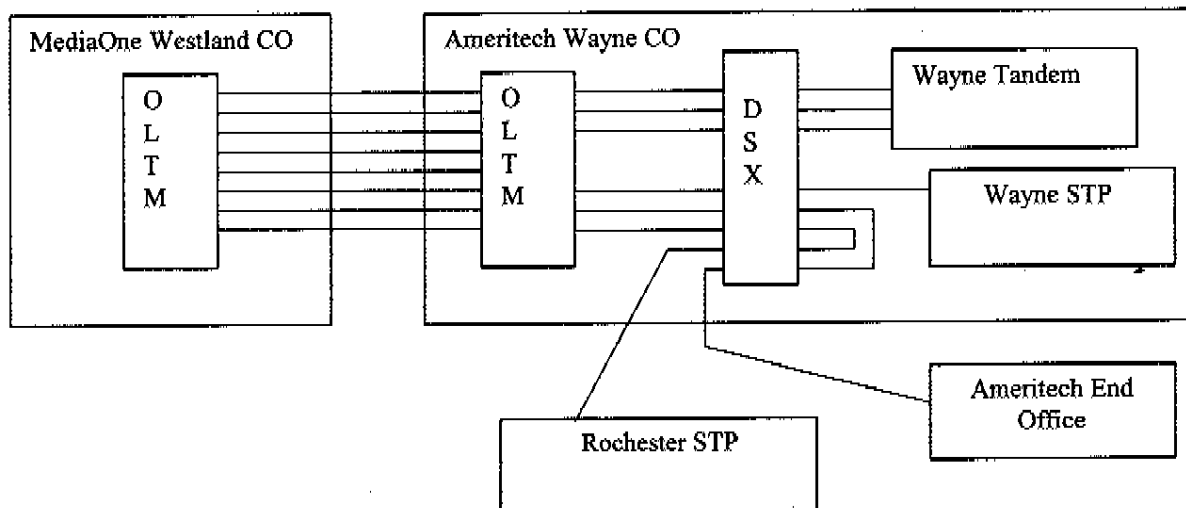 MediaOne Westland CO
Ameritech Wayne CO
O
L
T
M
O
L
T
M
D
S
X
Wayne Tandem
Wayne STP
Ameritech End
Office
Rochester STP